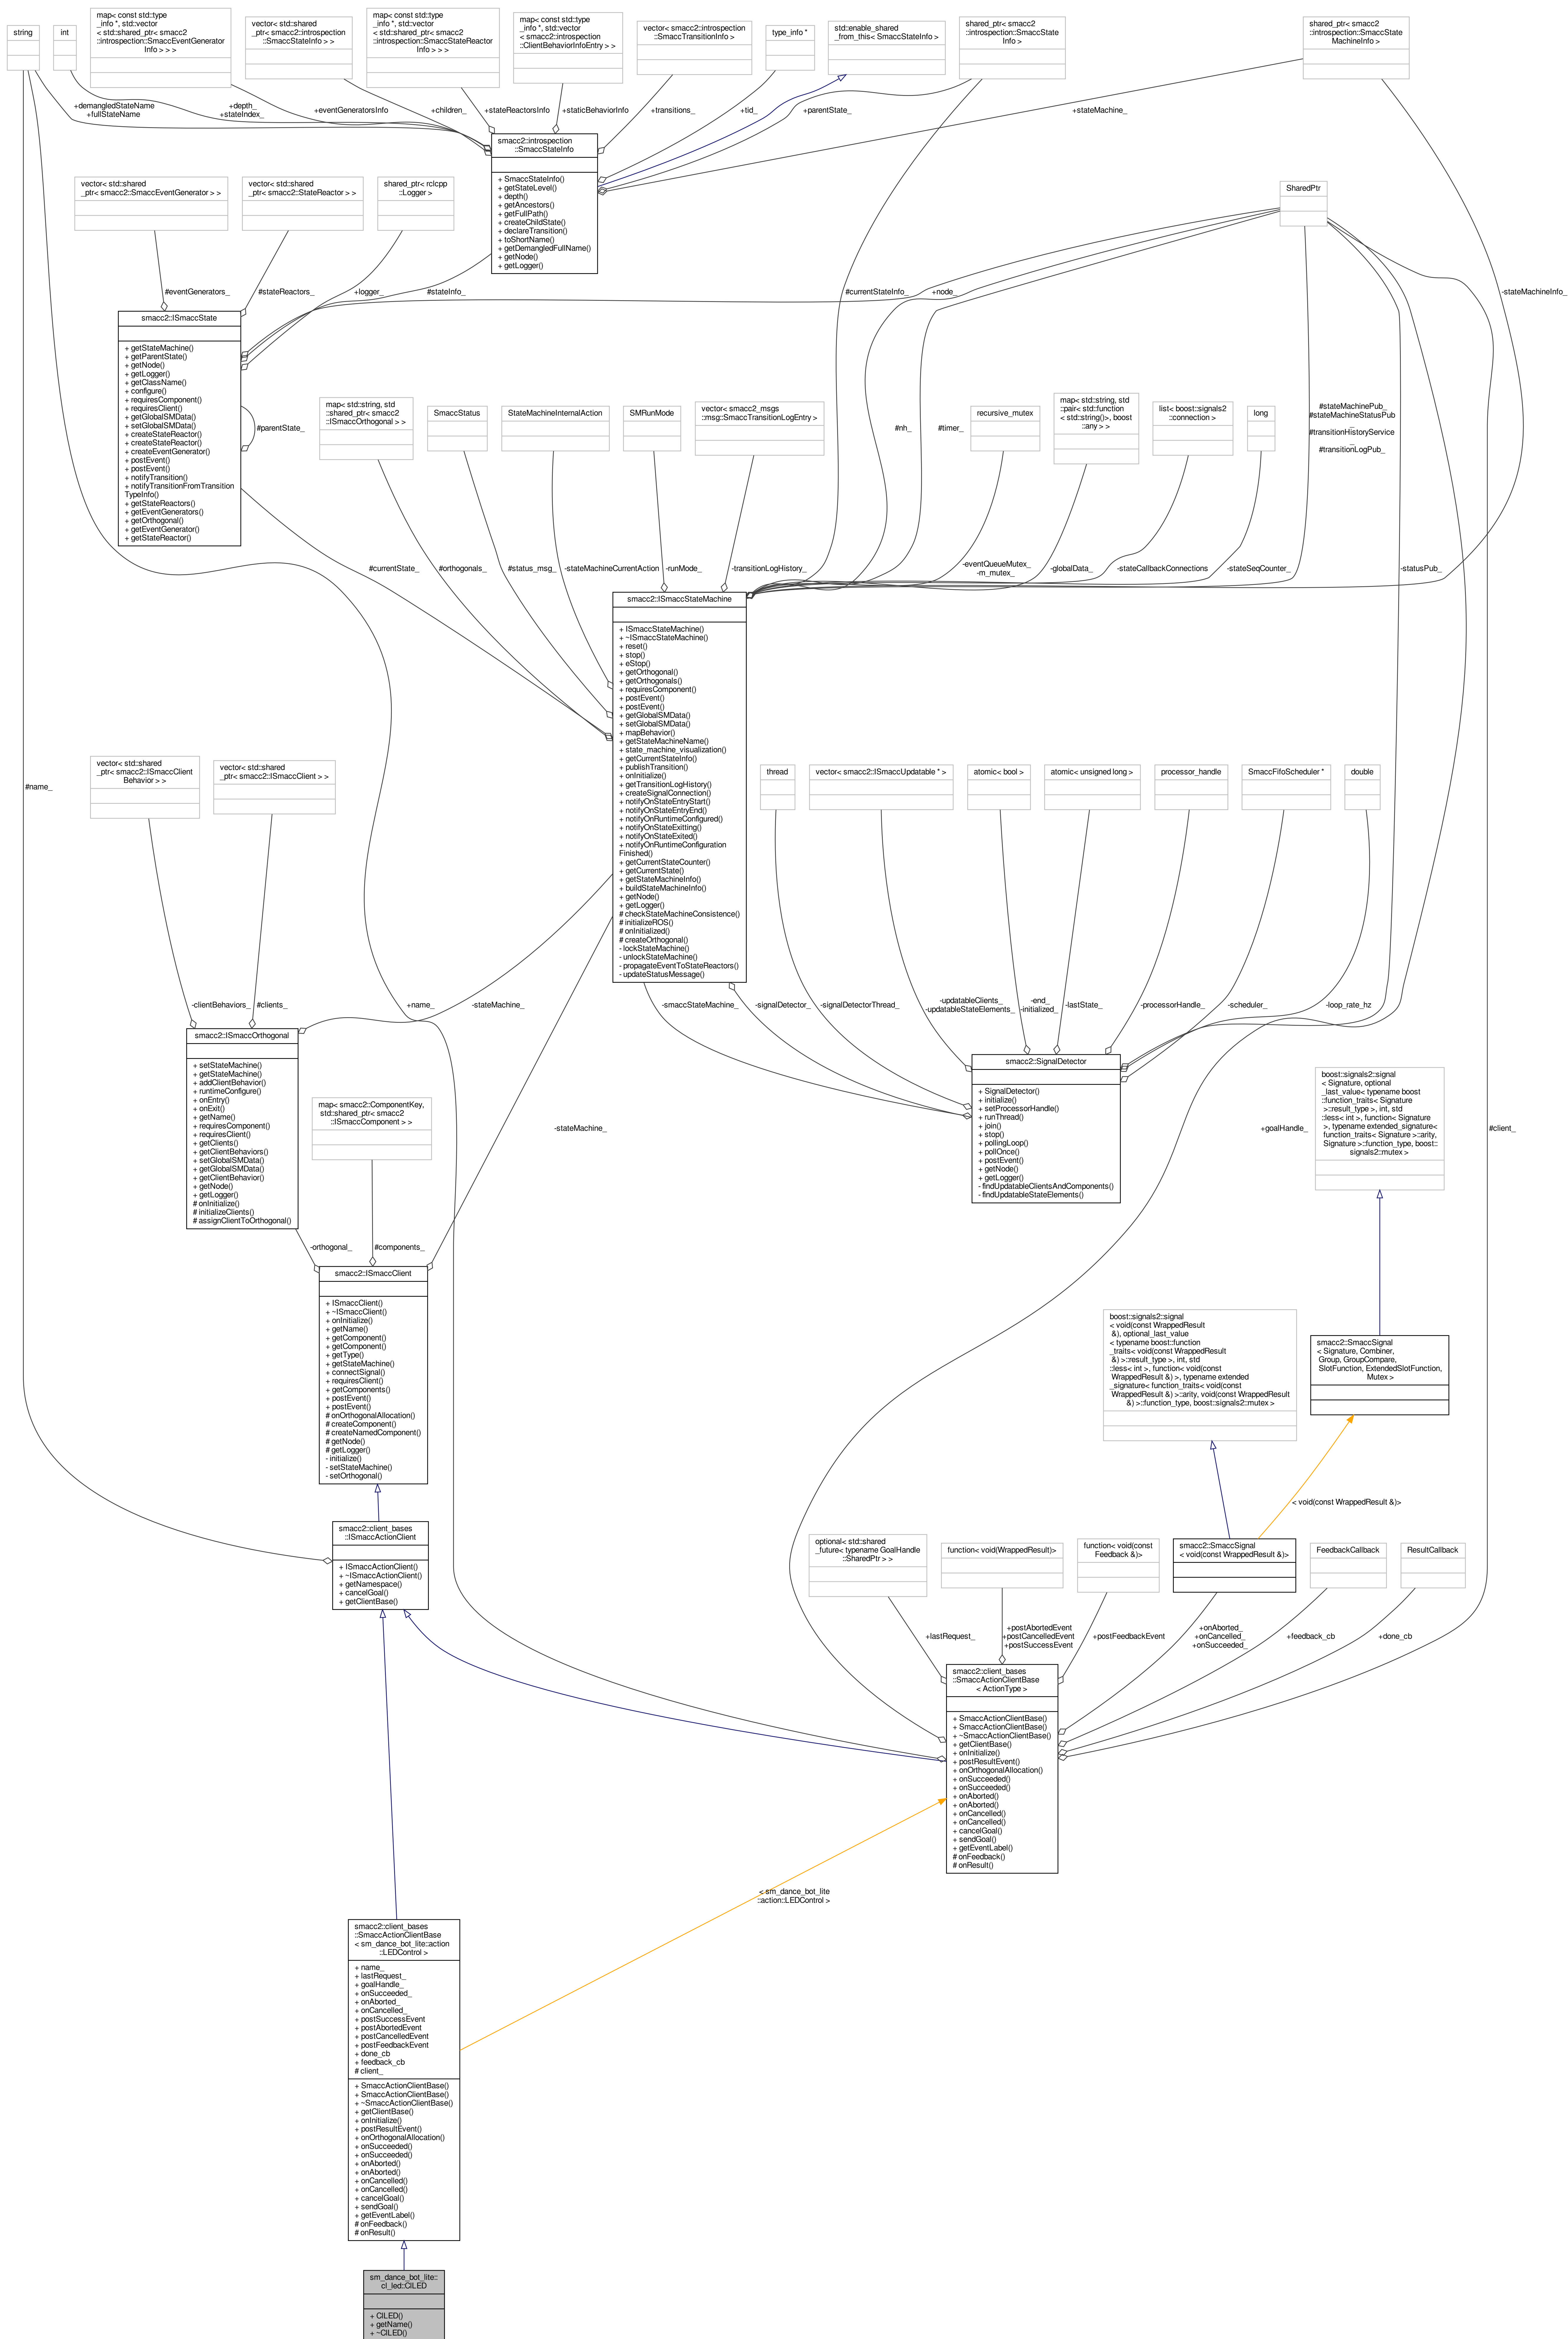 string
int
map< const std::type
_info *, std::vector
< std::shared_ptr< smacc2
::introspection::SmaccEventGenerator
Info > > >
vector< std::shared
_ptr< smacc2::introspection
::SmaccStateInfo > >
map< const std::type
_info *, std::vector
< std::shared_ptr< smacc2
::introspection::SmaccStateReactor
Info > > >
map< const std::type
_info *, std::vector
< smacc2::introspection
::ClientBehaviorInfoEntry > >
vector< smacc2::introspection
::SmaccTransitionInfo >
type_info *
std::enable_shared
_from_this< SmaccStateInfo >
shared_ptr< smacc2
::introspection::SmaccState
Info >
shared_ptr< smacc2
::introspection::SmaccState
MachineInfo >
+demangledStateName
+fullStateName
+depth_
+stateIndex_
+eventGeneratorsInfo
+children_
+stateReactorsInfo
+staticBehaviorInfo
+transitions_
+tid_
+parentState_
+stateMachine_
smacc2::introspection
::SmaccStateInfo
+ SmaccStateInfo()
+ getStateLevel()
+ depth()
+ getAncestors()
+ getFullPath()
+ createChildState()
+ declareTransition()
+ toShortName()
+ getDemangledFullName()
+ getNode()
+ getLogger()
vector< std::shared
_ptr< smacc2::SmaccEventGenerator > >
vector< std::shared
_ptr< smacc2::StateReactor > >
shared_ptr< rclcpp
::Logger >
SharedPtr
#eventGenerators_
#stateReactors_
+logger_
#stateInfo_
#currentStateInfo_
+node_
-stateMachineInfo_
smacc2::ISmaccState
+ getStateMachine()
+ getParentState()
+ getNode()
+ getLogger()
+ getClassName()
+ configure()
+ requiresComponent()
+ requiresClient()
+ getGlobalSMData()
+ setGlobalSMData()
+ createStateReactor()
+ createStateReactor()
+ createEventGenerator()
+ postEvent()
+ postEvent()
+ notifyTransition()
+ notifyTransitionFromTransition
TypeInfo()
+ getStateReactors()
+ getEventGenerators()
+ getOrthogonal()
+ getEventGenerator()
+ getStateReactor()
#parentState_
map< std::string, std
::shared_ptr< smacc2
::ISmaccOrthogonal > >
SmaccStatus
StateMachineInternalAction
SMRunMode
vector< smacc2_msgs
::msg::SmaccTransitionLogEntry >
#nh_
#timer_
recursive_mutex
map< std::string, std
::pair< std::function
< std::string()>, boost
::any > >
list< boost::signals2
::connection >
long
#stateMachinePub_
#stateMachineStatusPub
_
#transitionHistoryService
_
#transitionLogPub_
#currentState_
#orthogonals_
#status_msg_
-stateMachineCurrentAction
-runMode_
-transitionLogHistory_
-eventQueueMutex_
-m_mutex_
-globalData_
-stateCallbackConnections
-stateSeqCounter_
-statusPub_
smacc2::ISmaccStateMachine
+ ISmaccStateMachine()
+ ~ISmaccStateMachine()
+ reset()
+ stop()
+ eStop()
+ getOrthogonal()
+ getOrthogonals()
+ requiresComponent()
+ postEvent()
+ postEvent()
+ getGlobalSMData()
+ setGlobalSMData()
+ mapBehavior()
+ getStateMachineName()
+ state_machine_visualization()
+ getCurrentStateInfo()
+ publishTransition()
+ onInitialize()
+ getTransitionLogHistory()
+ createSignalConnection()
+ notifyOnStateEntryStart()
+ notifyOnStateEntryEnd()
+ notifyOnRuntimeConfigured()
+ notifyOnStateExitting()
+ notifyOnStateExited()
+ notifyOnRuntimeConfiguration
Finished()
+ getCurrentStateCounter()
+ getCurrentState()
+ getStateMachineInfo()
+ buildStateMachineInfo()
+ getNode()
+ getLogger()
# checkStateMachineConsistence()
# initializeROS()
# onInitialized()
# createOrthogonal()
- lockStateMachine()
- unlockStateMachine()
- propagateEventToStateReactors()
- updateStatusMessage()
#name_
vector< std::shared
_ptr< smacc2::ISmaccClient
Behavior > >
vector< std::shared
_ptr< smacc2::ISmaccClient > >
thread
vector< smacc2::ISmaccUpdatable * >
atomic< bool >
atomic< unsigned long >
processor_handle
SmaccFifoScheduler *
double
-clientBehaviors_
#clients_
-stateMachine_
+name_
-smaccStateMachine_
-signalDetector_
-signalDetectorThread_
-updatableClients_
-updatableStateElements_
-end_
-initialized_
-lastState_
-processorHandle_
-scheduler_
-loop_rate_hz
smacc2::ISmaccOrthogonal
+ setStateMachine()
+ getStateMachine()
+ addClientBehavior()
+ runtimeConfigure()
+ onEntry()
+ onExit()
+ getName()
+ requiresComponent()
+ requiresClient()
+ getClients()
+ getClientBehaviors()
+ setGlobalSMData()
+ getGlobalSMData()
+ getClientBehavior()
+ getNode()
+ getLogger()
# onInitialize()
# initializeClients()
# assignClientToOrthogonal()
smacc2::SignalDetector
+ SignalDetector()
+ initialize()
+ setProcessorHandle()
+ runThread()
+ join()
+ stop()
+ pollingLoop()
+ pollOnce()
+ postEvent()
+ getNode()
+ getLogger()
- findUpdatableClientsAndComponents()
- findUpdatableStateElements()
map< smacc2::ComponentKey,
std::shared_ptr< smacc2
::ISmaccComponent > >
-stateMachine_
+goalHandle_
#client_
boost::signals2::signal
< Signature, optional
_last_value< typename boost
::function_traits< Signature
>::result_type >, int, std
::less< int >, function< Signature
>, typename extended_signature<
function_traits< Signature >::arity,
Signature >::function_type, boost::
signals2::mutex >
-orthogonal_
#components_
smacc2::ISmaccClient
+ ISmaccClient()
+ ~ISmaccClient()
+ onInitialize()
+ getName()
+ getComponent()
+ getComponent()
+ getType()
+ getStateMachine()
+ connectSignal()
+ requiresClient()
+ getComponents()
+ postEvent()
+ postEvent()
# onOrthogonalAllocation()
# createComponent()
# createNamedComponent()
# getNode()
# getLogger()
- initialize()
- setStateMachine()
- setOrthogonal()
boost::signals2::signal
< void(const WrappedResult
&), optional_last_value
< typename boost::function
_traits< void(const WrappedResult
&) >::result_type >, int, std
::less< int >, function< void(const
WrappedResult &) >, typename extended
_signature< function_traits< void(const
WrappedResult &) >::arity, void(const WrappedResult
&) >::function_type, boost::signals2::mutex >
smacc2::SmaccSignal
< Signature, Combiner,
Group, GroupCompare,
SlotFunction, ExtendedSlotFunction,
Mutex >
< void(const WrappedResult &)>
smacc2::client_bases
::ISmaccActionClient
+ ISmaccActionClient()
+ ~ISmaccActionClient()
+ getNamespace()
+ cancelGoal()
+ getClientBase()
optional< std::shared
_future< typename GoalHandle
::SharedPtr > >
function< void(WrappedResult)>
function< void(const
Feedback &)>
smacc2::SmaccSignal
< void(const WrappedResult &)>
FeedbackCallback
ResultCallback
+lastRequest_
+postAbortedEvent
+postCancelledEvent
+postSuccessEvent
+postFeedbackEvent
+onAborted_
+onCancelled_
+onSucceeded_
+feedback_cb
+done_cb
smacc2::client_bases
::SmaccActionClientBase
< ActionType >
+ SmaccActionClientBase()
+ SmaccActionClientBase()
+ ~SmaccActionClientBase()
+ getClientBase()
+ onInitialize()
+ postResultEvent()
+ onOrthogonalAllocation()
+ onSucceeded()
+ onSucceeded()
+ onAborted()
+ onAborted()
+ onCancelled()
+ onCancelled()
+ cancelGoal()
+ sendGoal()
+ getEventLabel()
# onFeedback()
# onResult()
< sm_dance_bot_lite
::action::LEDControl >
smacc2::client_bases
::SmaccActionClientBase
< sm_dance_bot_lite::action
::LEDControl >
+ name_
+ lastRequest_
+ goalHandle_
+ onSucceeded_
+ onAborted_
+ onCancelled_
+ postSuccessEvent
+ postAbortedEvent
+ postCancelledEvent
+ postFeedbackEvent
+ done_cb
+ feedback_cb
# client_
+ SmaccActionClientBase()
+ SmaccActionClientBase()
+ ~SmaccActionClientBase()
+ getClientBase()
+ onInitialize()
+ postResultEvent()
+ onOrthogonalAllocation()
+ onSucceeded()
+ onSucceeded()
+ onAborted()
+ onAborted()
+ onCancelled()
+ onCancelled()
+ cancelGoal()
+ sendGoal()
+ getEventLabel()
# onFeedback()
# onResult()
sm_dance_bot_lite::
cl_led::ClLED
+ ClLED()
+ getName()
+ ~ClLED()